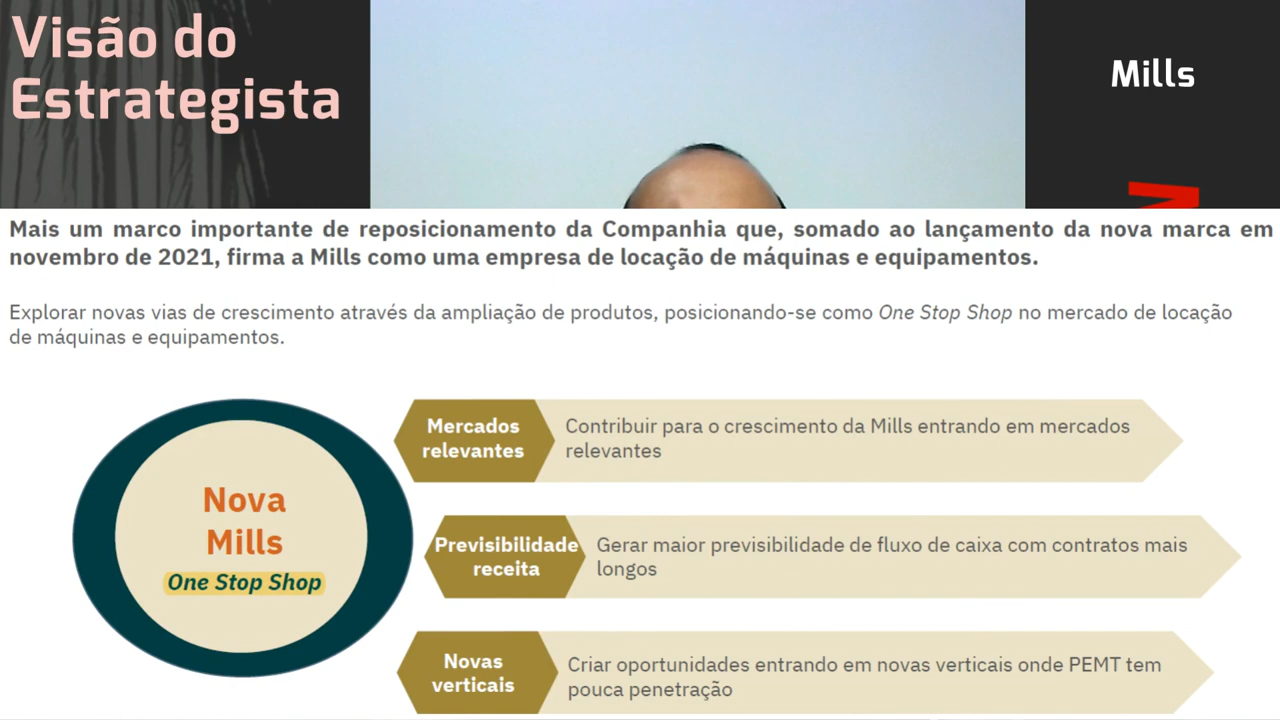 Visão do
Estrategista
Mills
Mais um marco importante de reposicionamento da Companhia que, somado ao lançamento da nova marca em
novembro de 2021, firma a Mills como uma empresa de locação de máquinas e equipamentos.
Explorar novas vias de crescimento através da ampliação de produtos, posicionando-se como One Stop Shop no mercado de locação
de máquinas e equipamentos.
Nova
Mills
One Stop Shop
Mercados
relevantes
Contribuir para o crescimento da Mills entrando em mercados
relevantes
Previsibilidade
receita
Gerar maior previsibilidade de fluxo de caixa com contratos mais
longos
Novas
verticais
Criar oportunidades entrando em novas verticais onde PEMT tem
pouca penetração